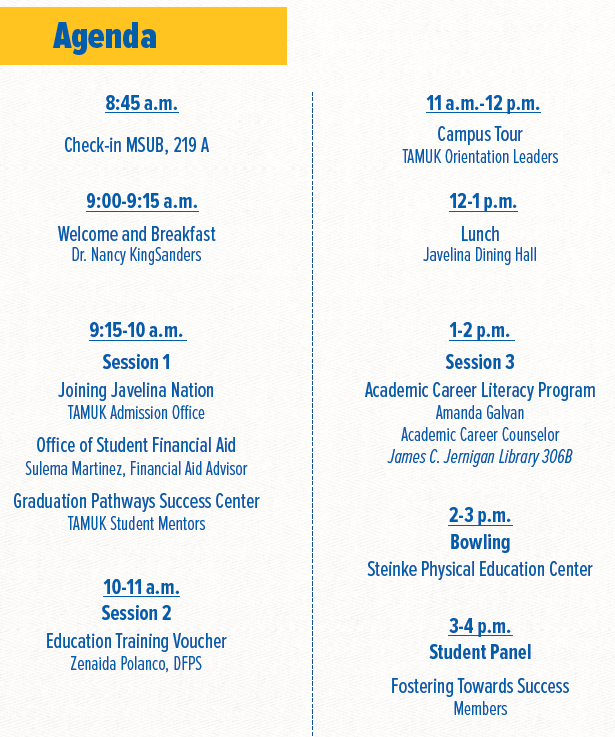 Agenda
8:45 a.m.
Check-in MSUB, 219 A
9:00-9:15 a.m.
Welcome and Breakfast
Dr. Nancy KingSanders
9:15-10 a.m.
Session 1
Joining Javelina Nation
TAMUK Admission Office
Office of Student Financial Aid
Sulema Martinez, Financial Aid Advisor
Graduation Pathways Success Center
TAMUK Student Mentors
10-11 a.m.
Session 2
Education Training Voucher
Zenaida Polanco, DFPS
11 a.m.-12 p.m.
Campus Tour
TAMUK Orientation Leaders
12-1 p.m.
Lunch
Javelina Dining Hall
1-2 p.m.
Session 3
Academic Career Literacy Program
Amanda Galvan
Academic Career Counselor
James C. Jernigan Library 306B
2-3 p.m.
Bowling
Steinke Physical Education Center
3-4 p.m.
Student Panel
Fostering Towards Success
Members